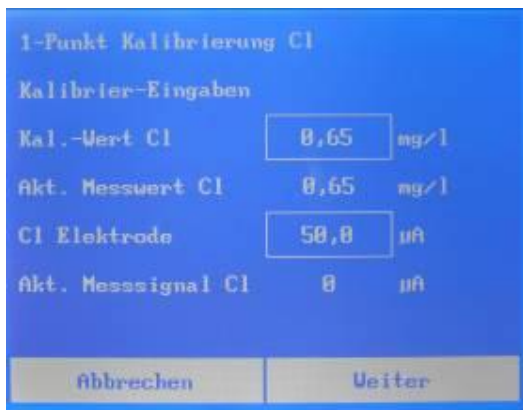 1-Punkt Kalibrierung Cl
Kalibrier-Eingaben
Kal.-Wert Cl 0,65 mg/l
Akt. Messwert Cl 0,65 mg/l
Cl Elektrode 50,0 µA
Akt. Messsignal Cl 0 µA
Abbrechen Weiter